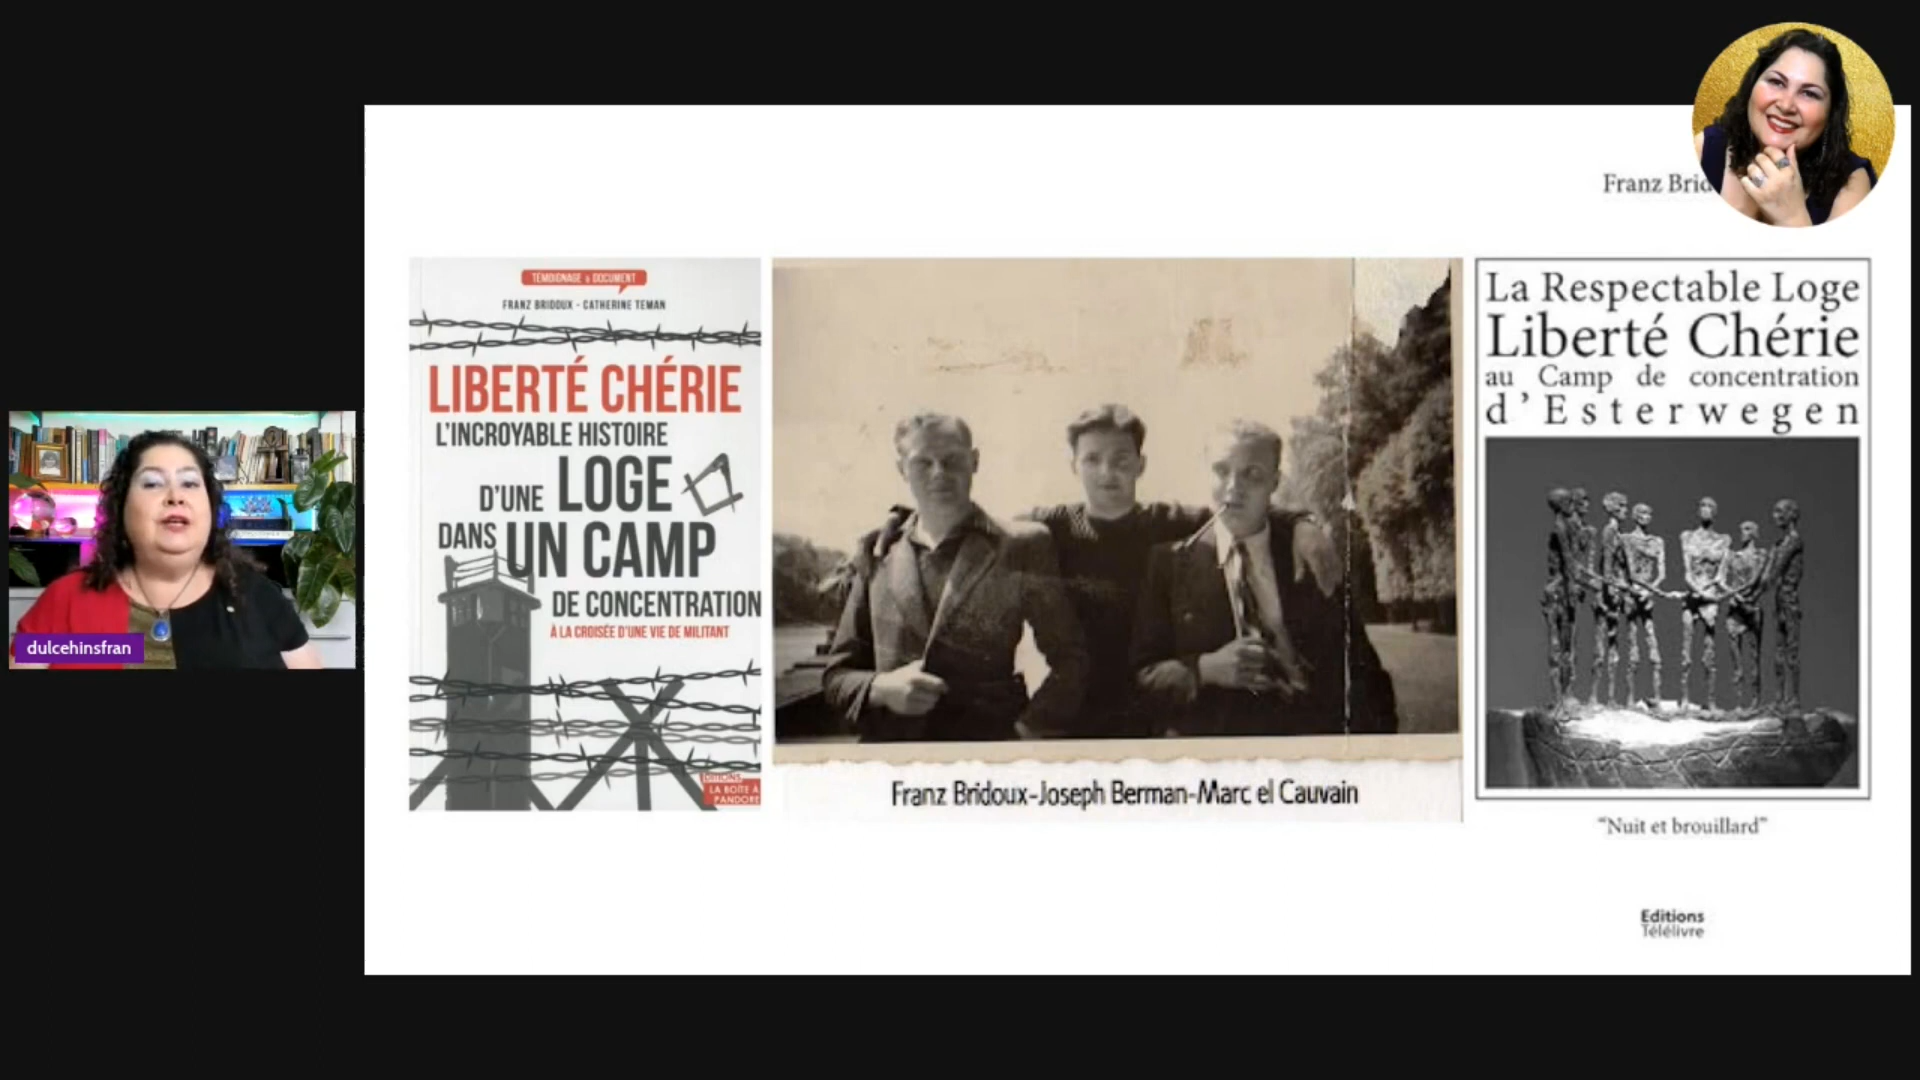 dulcehinsfran
TÉMOIGNAGE & DOCUMENT
FRANZ BRIDOUX - CATHERINE TEMAN
LIBERTÉ CHÉRIE
L'INCROYABLE HISTOIRE
D'UNE LOGE
DANS UN CAMP
DE CONCENTRATION
À LA CROISÉE D'UNE VIE DE MILITANT
ÉDITIONS
LA BOÎTE À
PANDORE
Franz Bridoux-Joseph Berman-Marc el Cauvain
Franz Brid
La Respectable Loge
Liberté Chérie
au Camp de concentration
d'Esterwegen
"Nuit et brouillard"
Editions
Télélivre